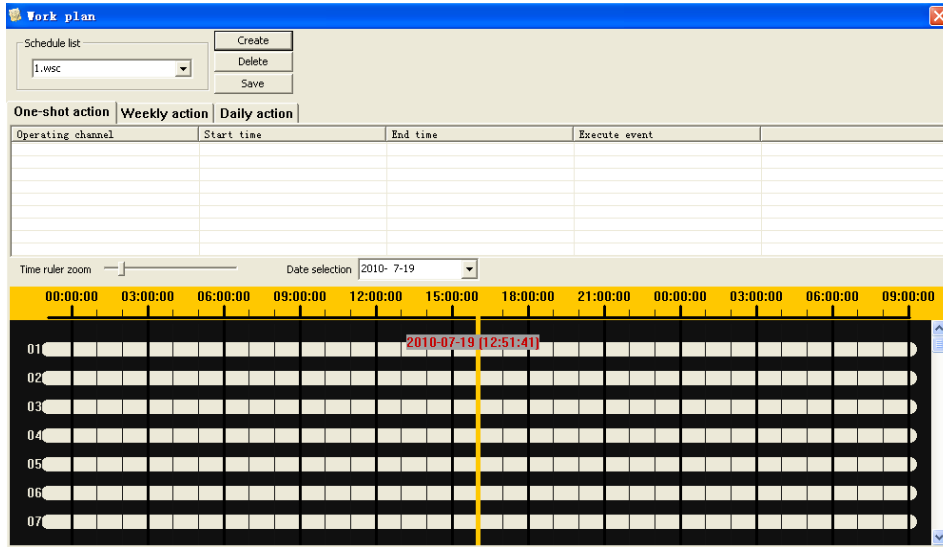 Work plan
Schedule list
Create
1.wsc
Delete
Save
One-shot action Weekly action Daily action
Operating channel Start time End time Execute event
Time ruler zoom Date selection 2010- 7-19
00:00:00 03:00:00 06:00:00 09:00:00 12:00:00 15:00:00 18:00:00 21:00:00 00:00:00 03:00:00 06:00:00 09:00:00
2010-07-19 (12:51:41)
01
02
03
04
05
06
07